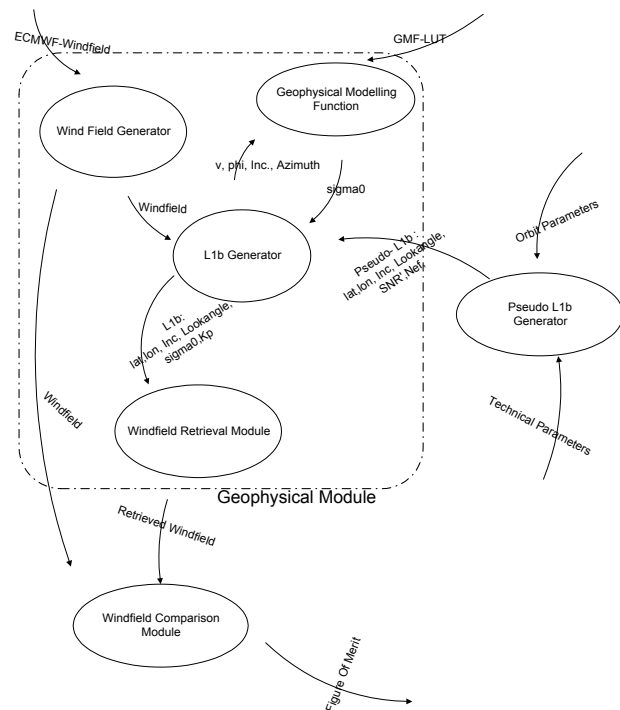 ECMWF-Windfield
GMF-LUT
Geophysical Modelling
Function
Wind Field Generator
v, phi, Inc., Azimuth
sigma0
Windfield
L1b Generator
Pseudo- L1b :
lat,lon, Inc, Lookangle,
SNR',Nef,
Orbit Parameters
Pseudo L1b
Generator
L1b:
lat,lon, Inc, Lookangle,
sigma0,Kp
Windfield
Technical Parameters
Windfield Retrieval Module
Geophysical Module
Retrieved Windfield
Windfield Comparison
Module
Figure Of Merit